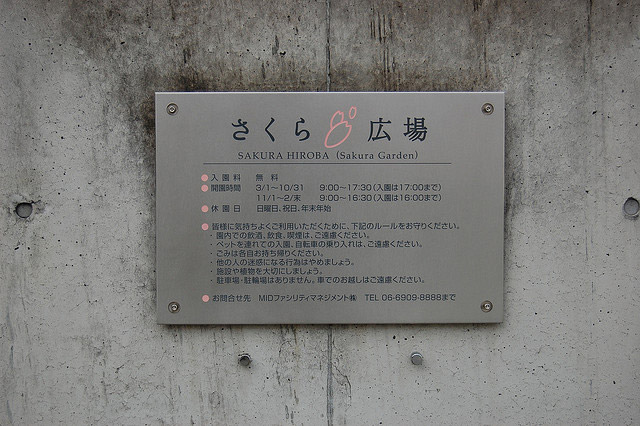 さくら広場
SAKURA HIROBA (Sakura Garden)
●入園料 無料
●開園時間 3/1〜10/31 9:00〜17:30(入園は17:00まで)
11/1〜2/末 9:00〜16:30(入園は16:00まで)
●休園日 日曜日、祝日、年末年始
●皆様に気持ちよくご利用いただくために、下記のルールをお守りください。
・園内での飲酒、飲食、喫煙は、ご遠慮ください。
・ペットを連れての入園、自転車の乗り入れは、ご遠慮ください。
・ごみは各自お持ち帰りください。
・他の人の迷惑になる行為はやめましょう。
・施設や植物を大切にしましょう。
・駐車場・駐輪場はありません。車でのお越しはご遠慮ください。
●お問合せ先 MIDファシリティマネジメント㈱ TEL 06-6909-8888まで